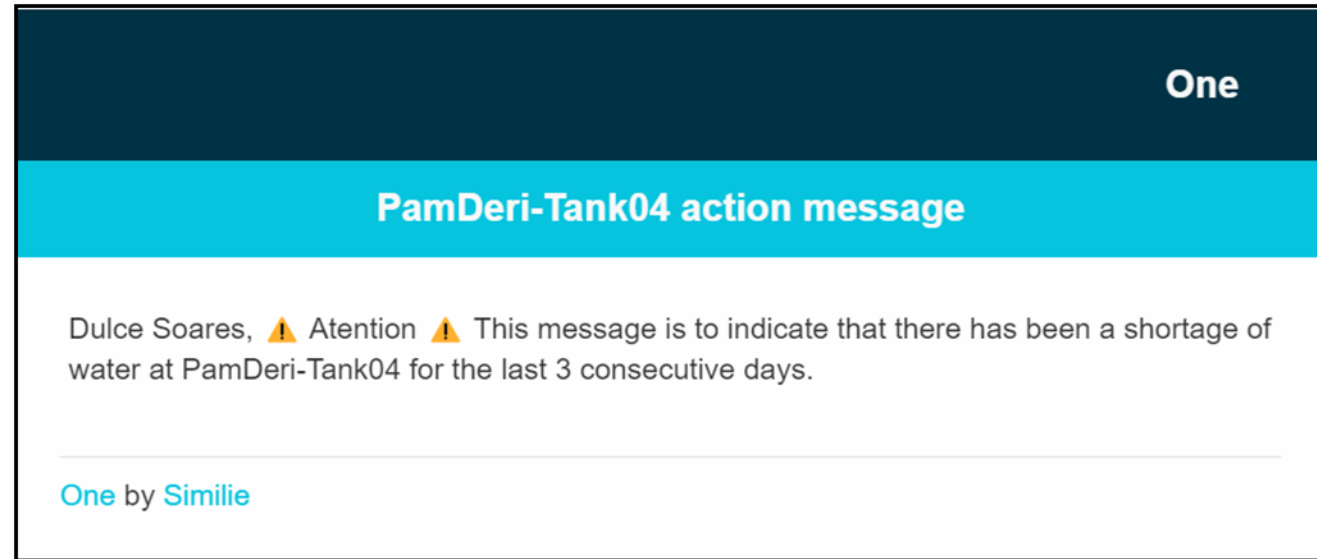 One
PamDeri-Tank04 action message
Dulce Soares, ⚠ Atention ⚠ This message is to indicate that there has been a shortage of
water at PamDeri-Tank04 for the last 3 consecutive days.
One by Similie